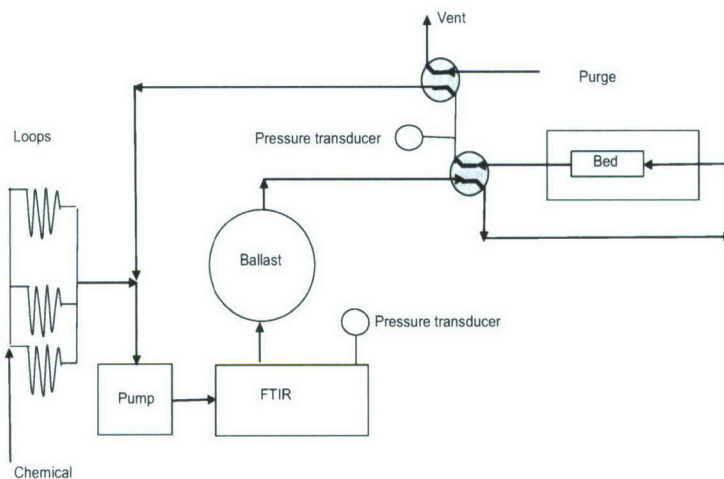 Vent
Purge
Loops
Pressure transducer
Bed
Ballast
Pressure transducer
Pump
FTIR
Chemical